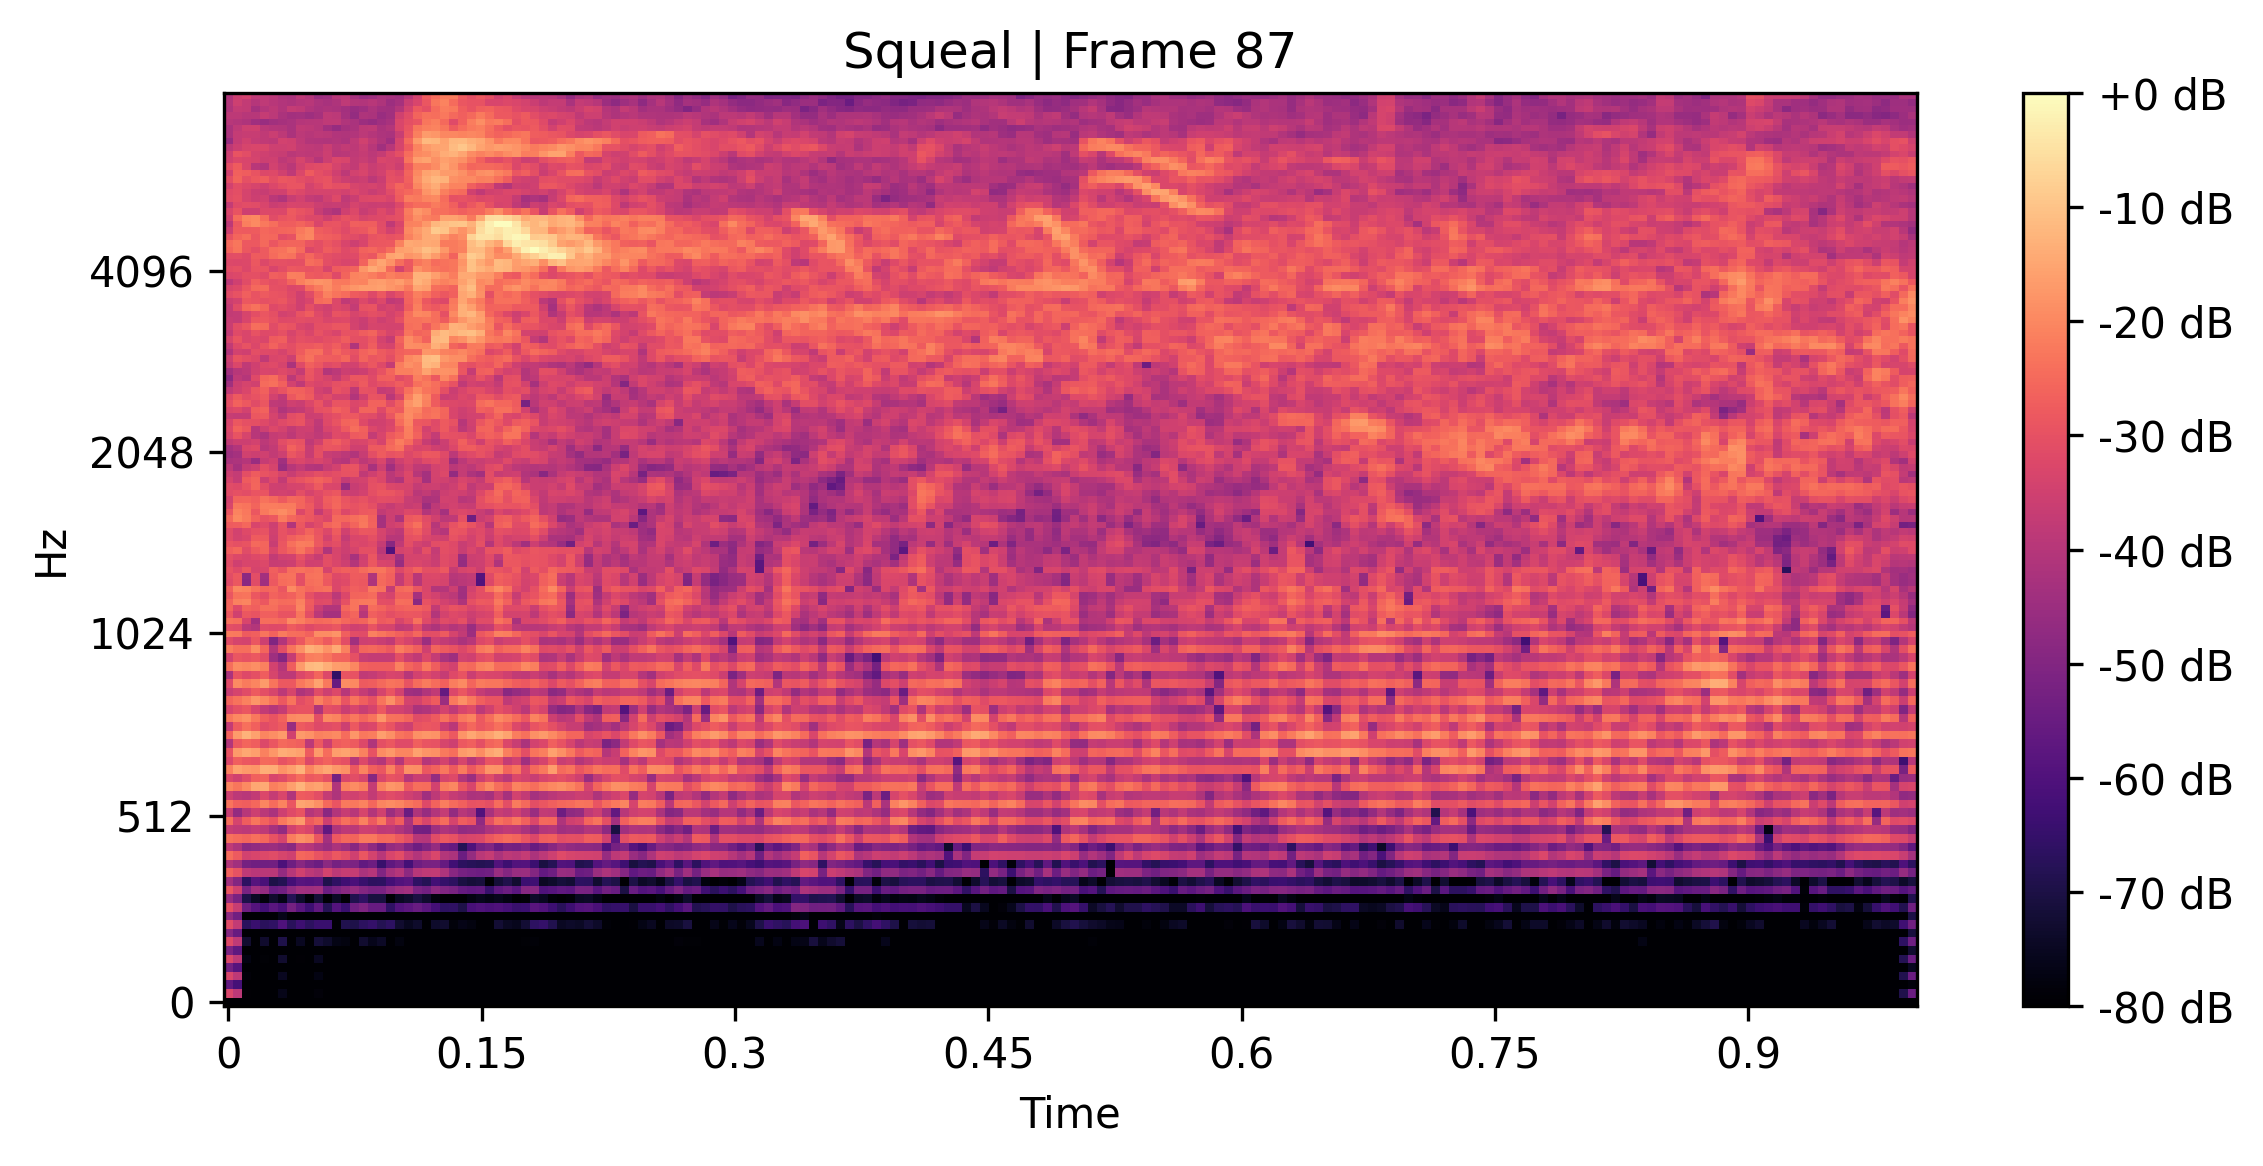 Squeal | Frame 87
+0 dB
-10 dB
-20 dB
-30 dB
-40 dB
-50 dB
-60 dB
-70 dB
-80 dB
Hz
4096
2048
1024
512
0
0 0.15 0.3 0.45 0.6 0.75 0.9
Time